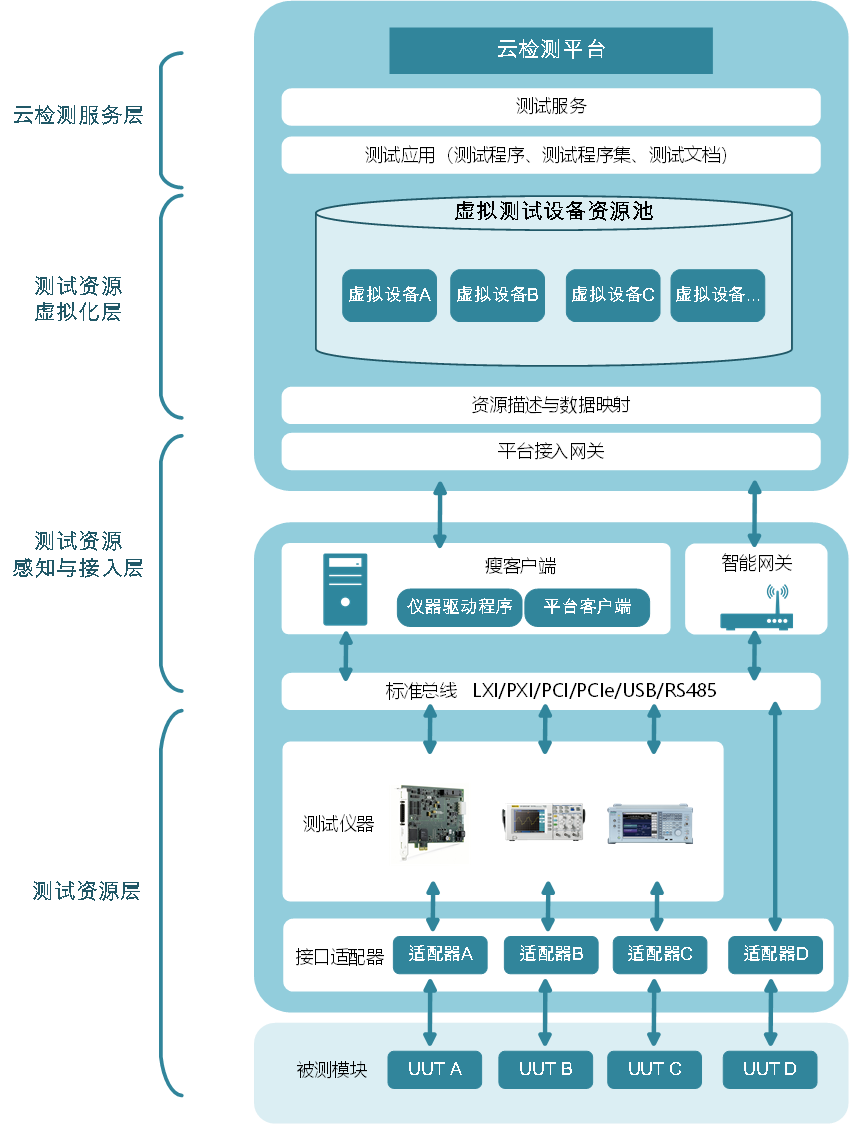 云检测平台
云检测服务层
测试服务
测试应用（测试程序、测试程序集、测试文档）
虚拟测试设备资源池
测试资源
虚拟化层
虚拟设备A
虚拟设备B
虚拟设备C
虚拟设备...
资源描述与数据映射
平台接入网关
测试资源
感知与接入层
瘦客户端
仪器驱动程序
平台客户端
智能网关
标准总线 LXI/PXI/PCI/PCIe/USB/RS485
测试仪器
测试资源层
接口适配器
适配器A
适配器B
适配器C
适配器D
被测模块
UUT A
UUT B
UUT C
UUT D